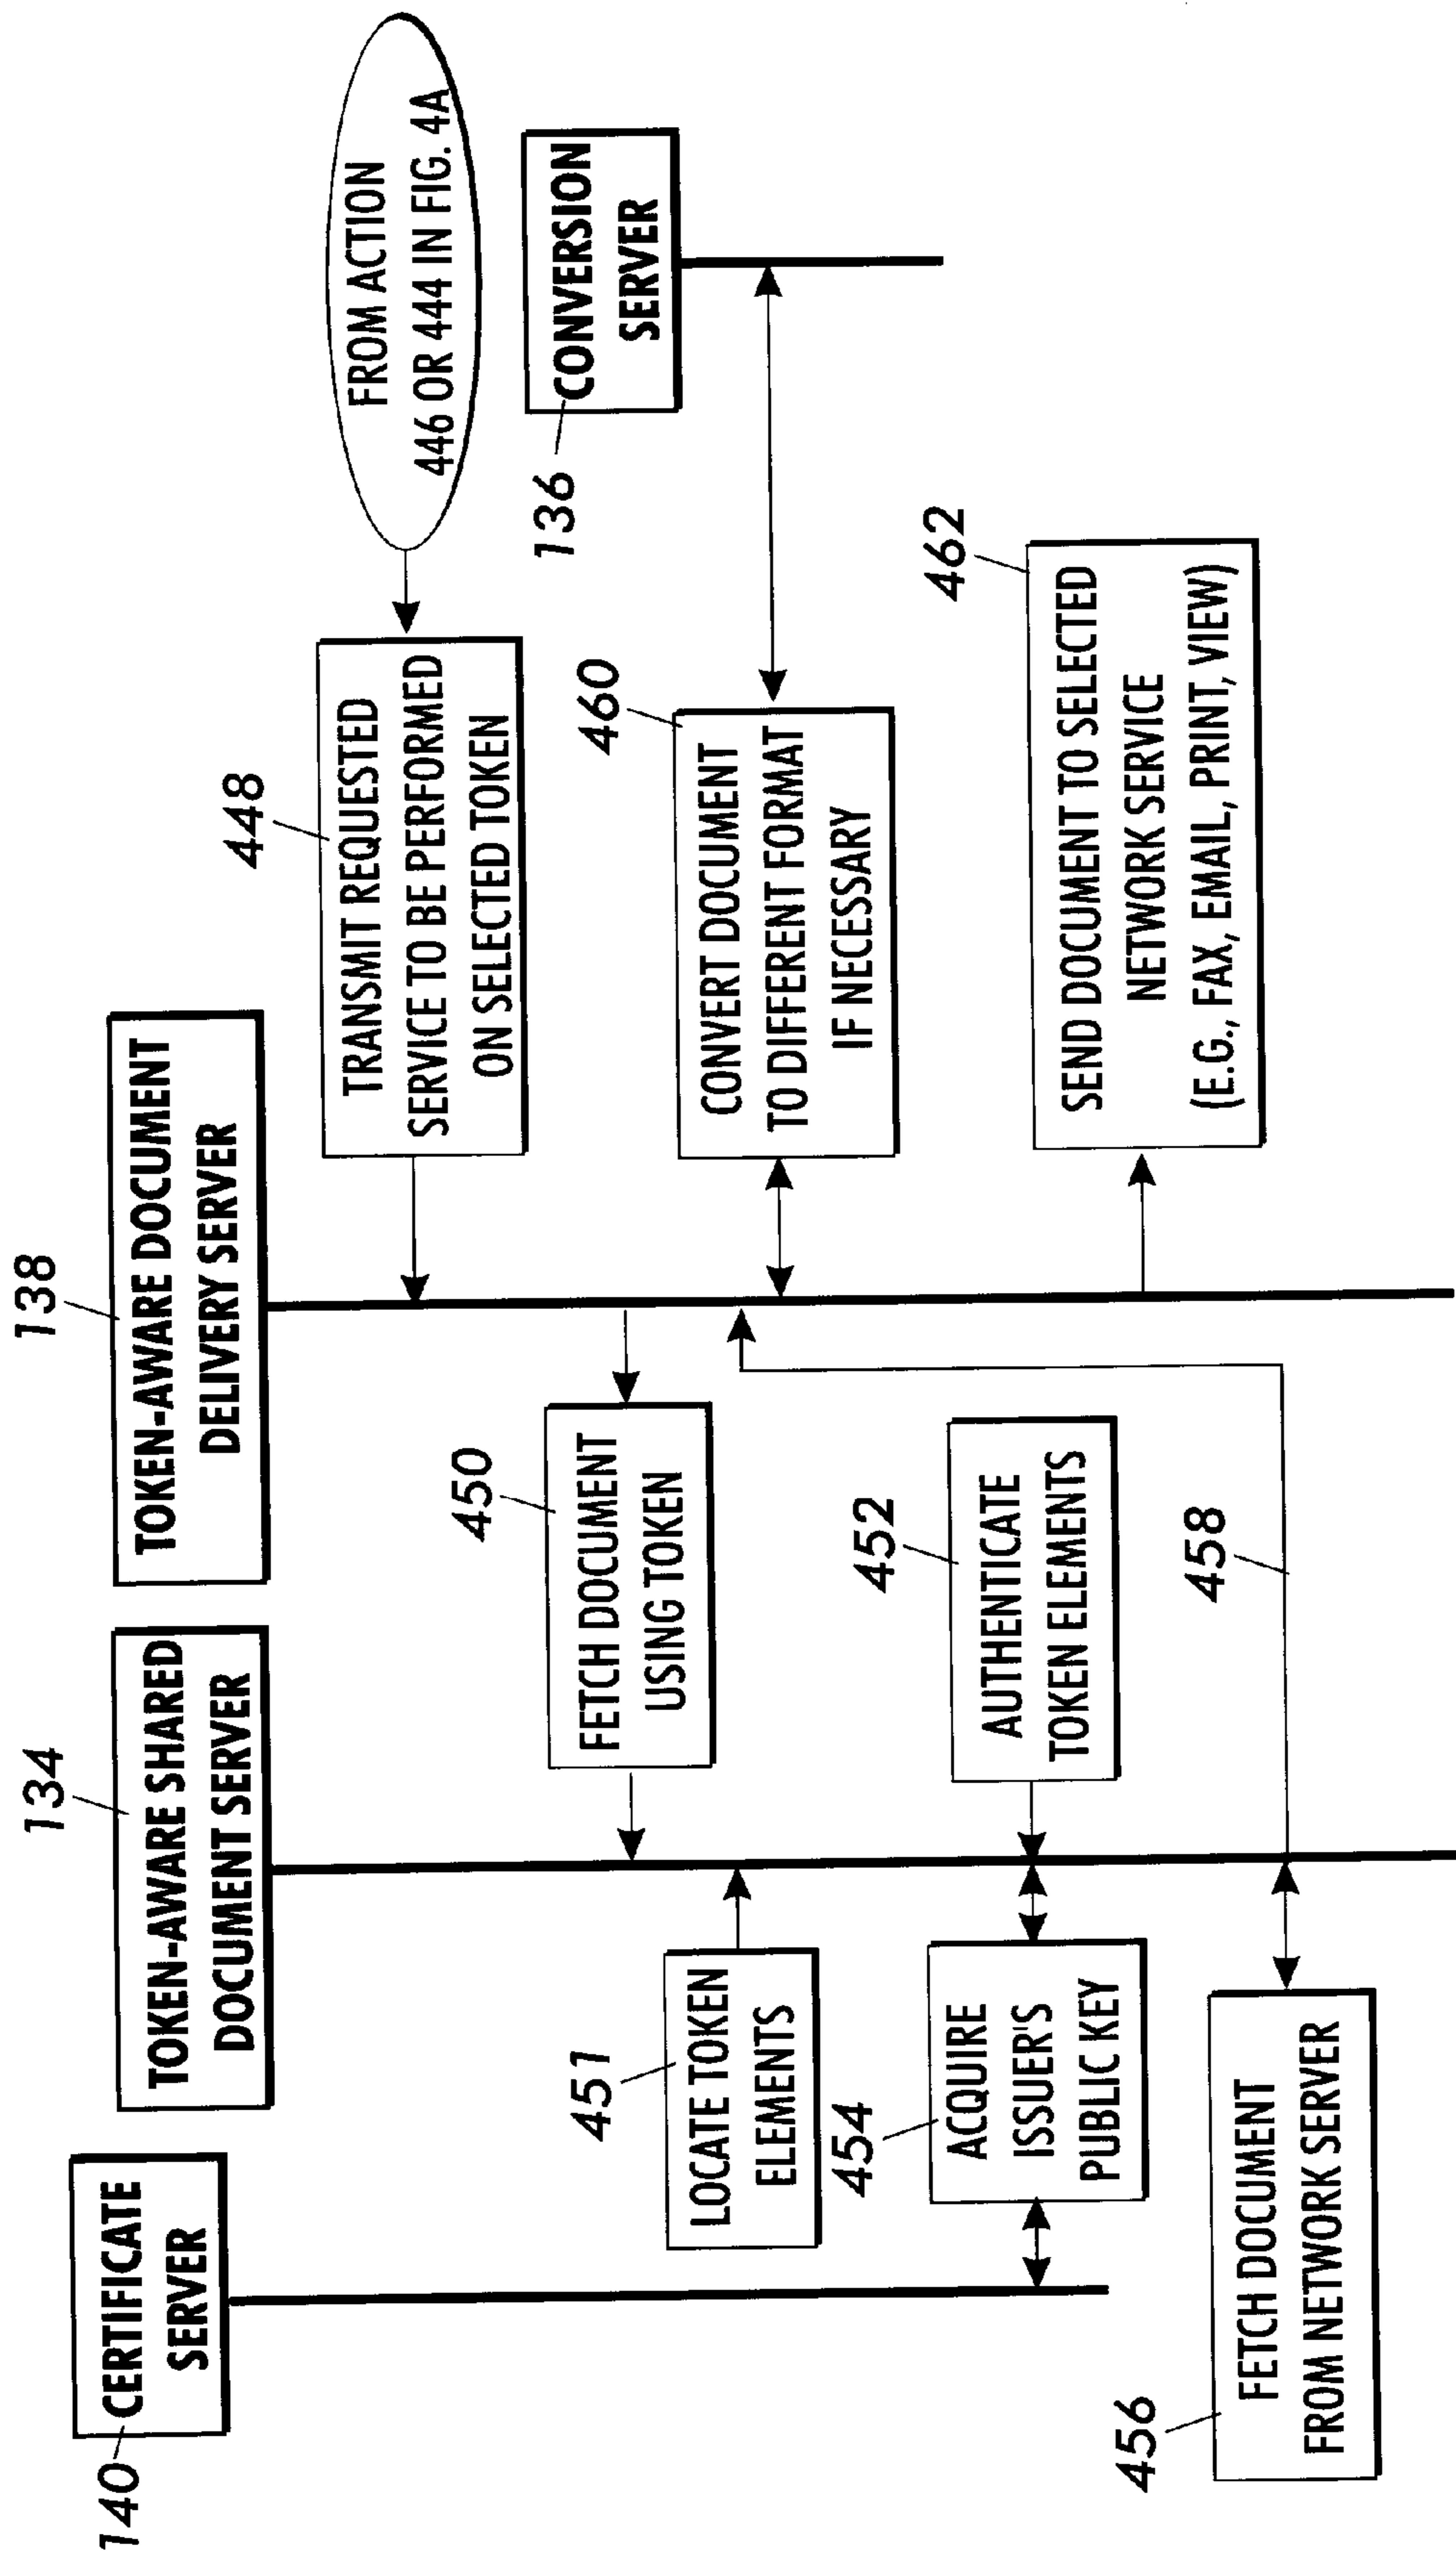 140
CERTIFICATE
SERVER
134
TOKEN-AWARE SHARED
DOCUMENT SERVER
138
TOKEN-AWARE DOCUMENT
DELIVERY SERVER
FROM ACTION
446 OR 444 IN FIG. 4A
448
TRANSMIT REQUESTED
SERVICE TO BE PERFORMED
ON SELECTED TOKEN
136
CONVERSION
SERVER
450
FETCH DOCUMENT
USING TOKEN
451
LOCATE TOKEN
ELEMENTS
460
CONVERT DOCUMENT
TO DIFFERENT FORMAT
IF NECESSARY
452
AUTHENTICATE
TOKEN ELEMENTS
454
ACQUIRE
ISSUER'S
PUBLIC KEY
456
FETCH DOCUMENT
FROM NETWORK SERVER
458
462
SEND DOCUMENT TO SELECTED
NETWORK SERVICE
(E.G., FAX, EMAIL, PRINT, VIEW)